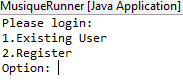 MusiqueRunner [Java Application]
Please login:
1.Existing User
2.Register
Option: